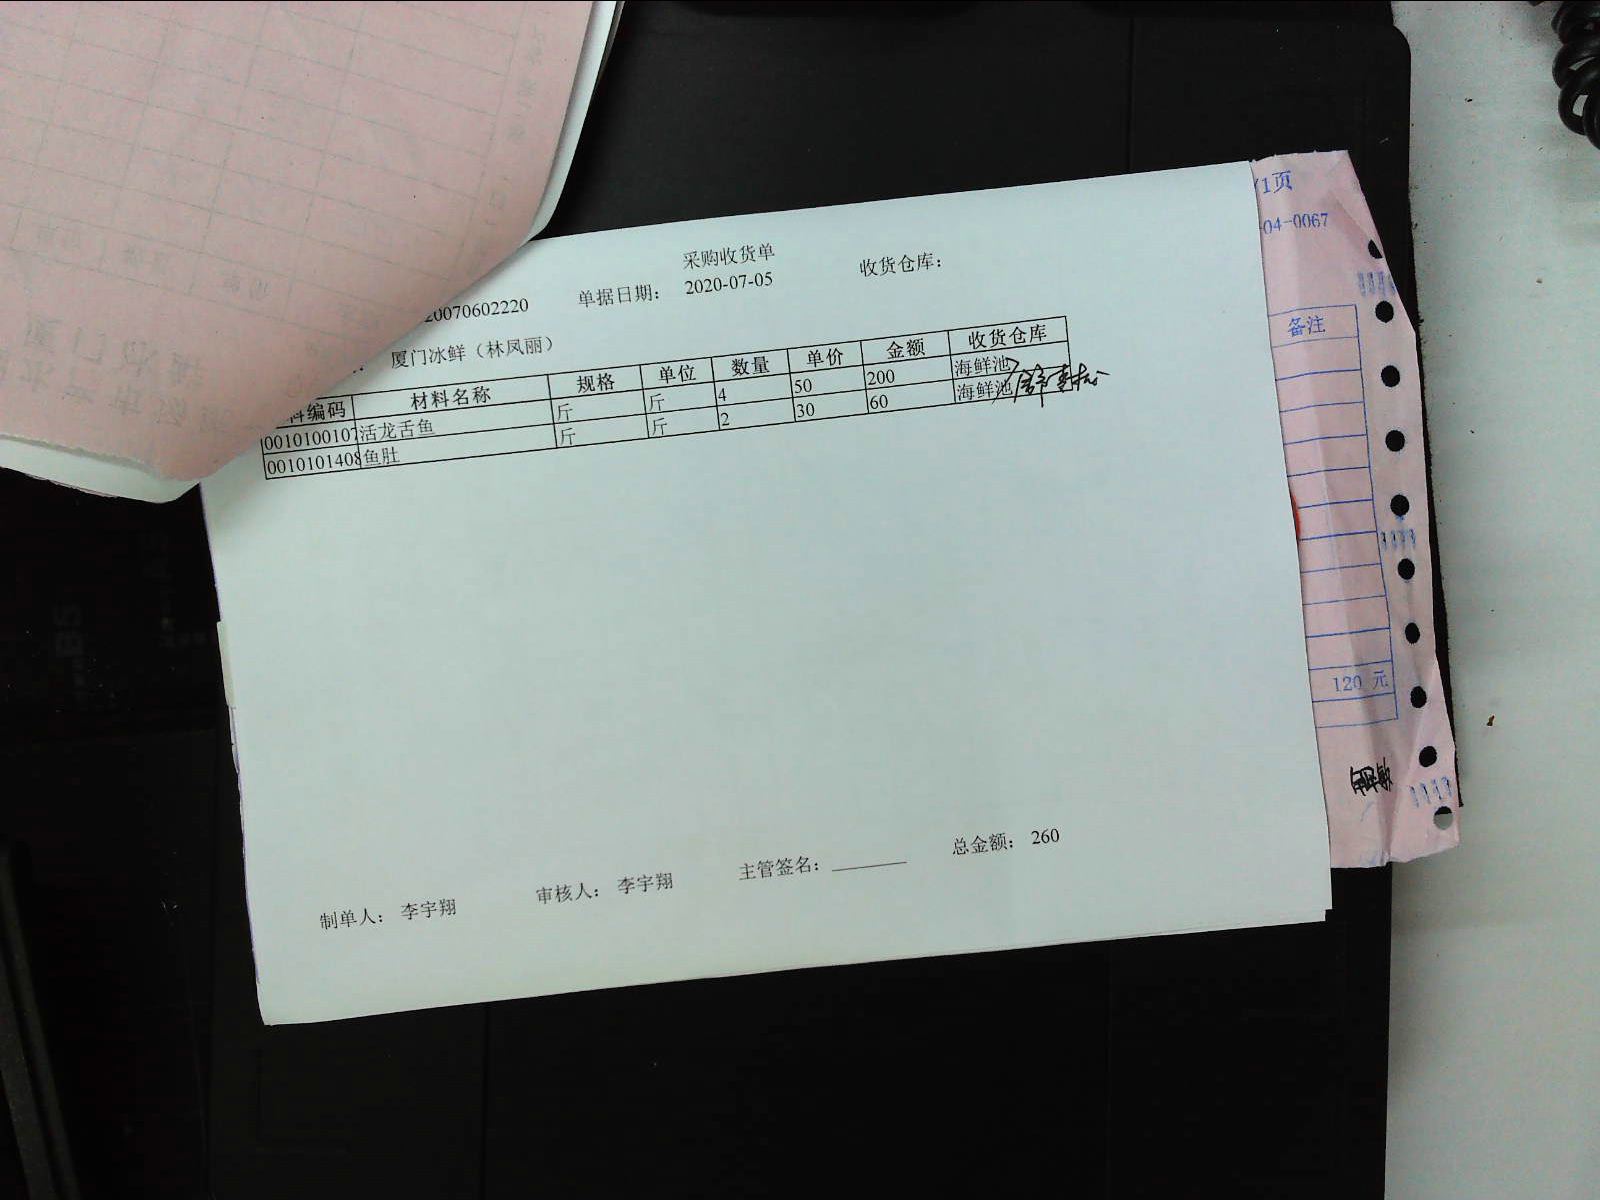 采购收货单
20070602220 单据日期： 2020-07-05 收货仓库：
厦门冰鲜（林凤丽）
料编码 材料名称 规格 单位 数量 单价 金额 收货仓库
0010100107 活龙舌鱼 斤 斤 4 50 200 海鲜池
0010101408 鱼肚 斤 斤 2 30 60 海鲜池
制单人： 李宇翔 审核人： 李宇翔 主管签名： 总金额： 260
/1页
-04-0067
备注
120 元